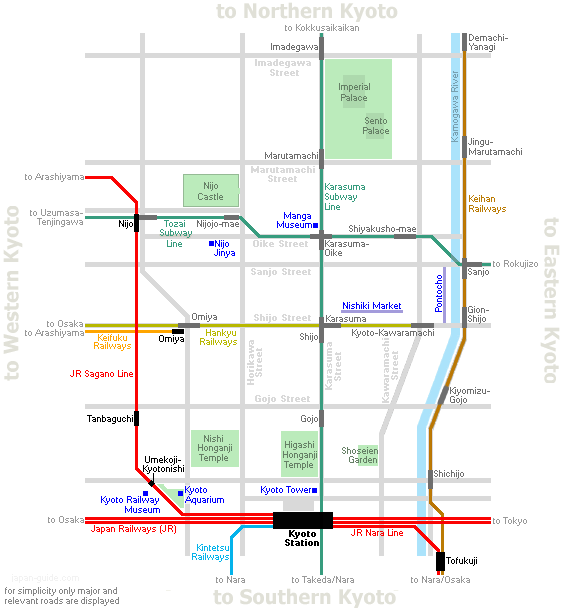 to Northern Kyoto
to Kokkusaikaikan
Imadegawa
Demachi-
Yanagi
Imadegawa
Street
Imperial
Palace
Sento
Palace
Kamogawa River
Jingu-
Marutamachi
Marutamachi
Marutamachi
Street
to Arashiyama
Nijo
Castle
Karasuma
Subway
Line
Keihan
Railways
to Uzumasa-
Tenjingawa
Nijo
Tozai
Subway
Line
Nijojo-mae
Manga
Museum
Shiyakusho-mae
Nijo
Jinya
Oike Street
Karasuma-
Oike
to Rokujizo
Sanjo Street
Sanjo
Pontocho
Nishiki Market
Gion-
Shijo
to Western Kyoto
to Eastern Kyoto
to Osaka
to Arashiyama
Omiya
Shijo Street
Karasuma
Keifuku
Railways
Omiya
Hankyu
Railways
Shijo
Kyoto-Kawaramachi
JR Sagano Line
Horikawa
Street
Karasuma
Street
Kawaramachi
Street
Kiyomizu-
Gojo
Gojo Street
Tanbaguchi
Gojo
Nishi
Honganji
Temple
Higashi
Honganji
Temple
Shoseien
Garden
Umekoji-
Kyotonishi
Shichijo
Kyoto Railway
Museum
Kyoto
Aquarium
Kyoto Tower
to Osaka
Japan Railways (JR)
Kyoto
Station
JR Nara Line
to Tokyo
Kintetsu
Railways
Tofukuji
japan-guide.com
to Nara
to Takeda/Nara
to Nara/Osaka
for simplicity only major and
relevant roads are displayed
to Southern Kyoto